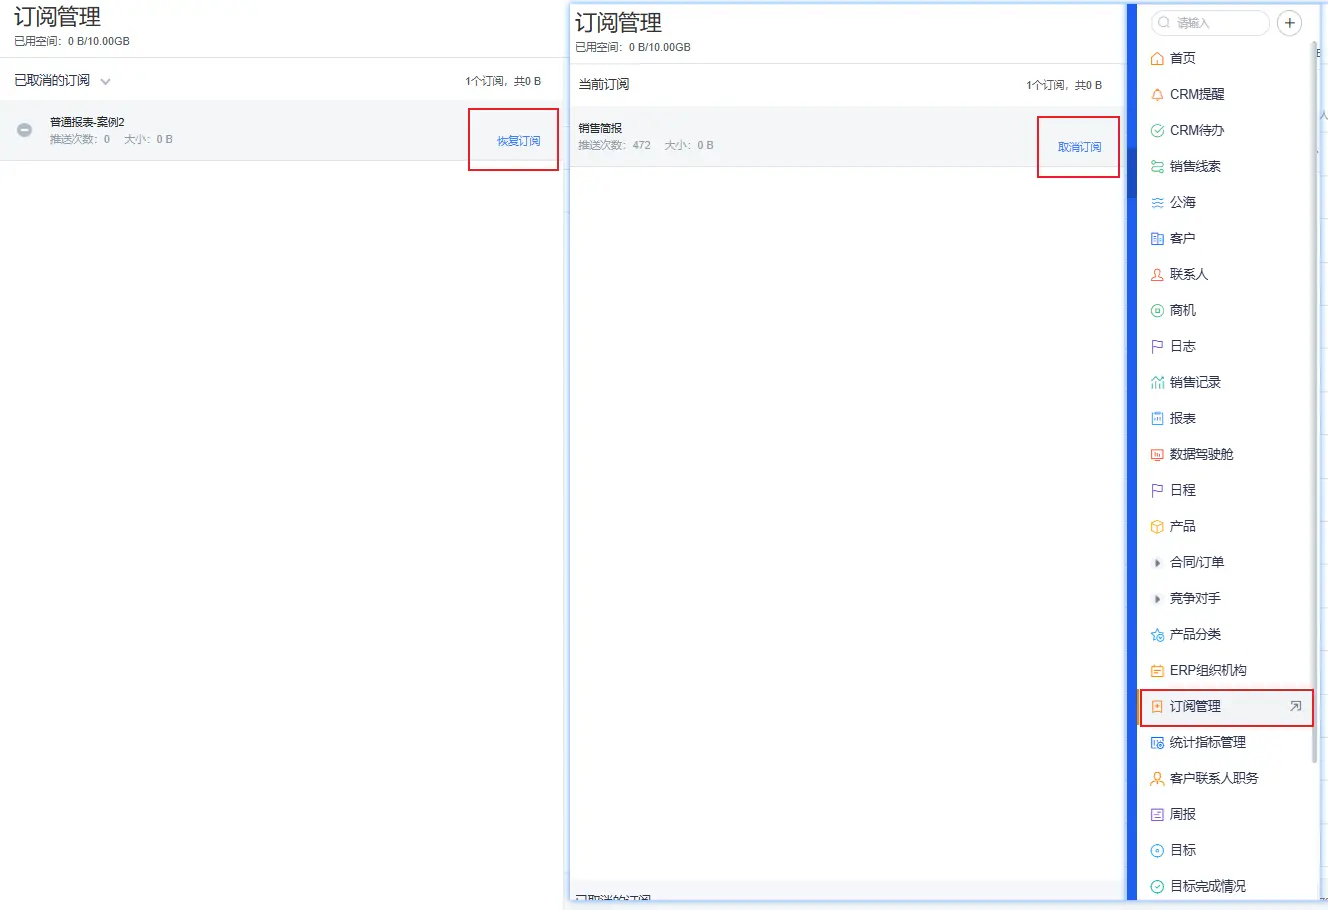 订阅管理
已用空间：0 B/10.00GB
已取消的订阅
1个订阅，共0 B
普通报表-案例2
推送次数：0 大小：0 B
恢复订阅
订阅管理
已用空间：0 B/10.00GB
当前订阅
1个订阅，共0 B
销售简报
推送次数：472 大小：0 B
取消订阅
已取消的订阅
请输入
首页
CRM提醒
CRM待办
销售线索
公海
客户
联系人
商机
日志
销售记录
报表
数据驾驶舱
日程
产品
合同/订单
竞争对手
产品分类
ERP组织机构
订阅管理
统计指标管理
客户联系人职务
周报
目标
目标完成情况